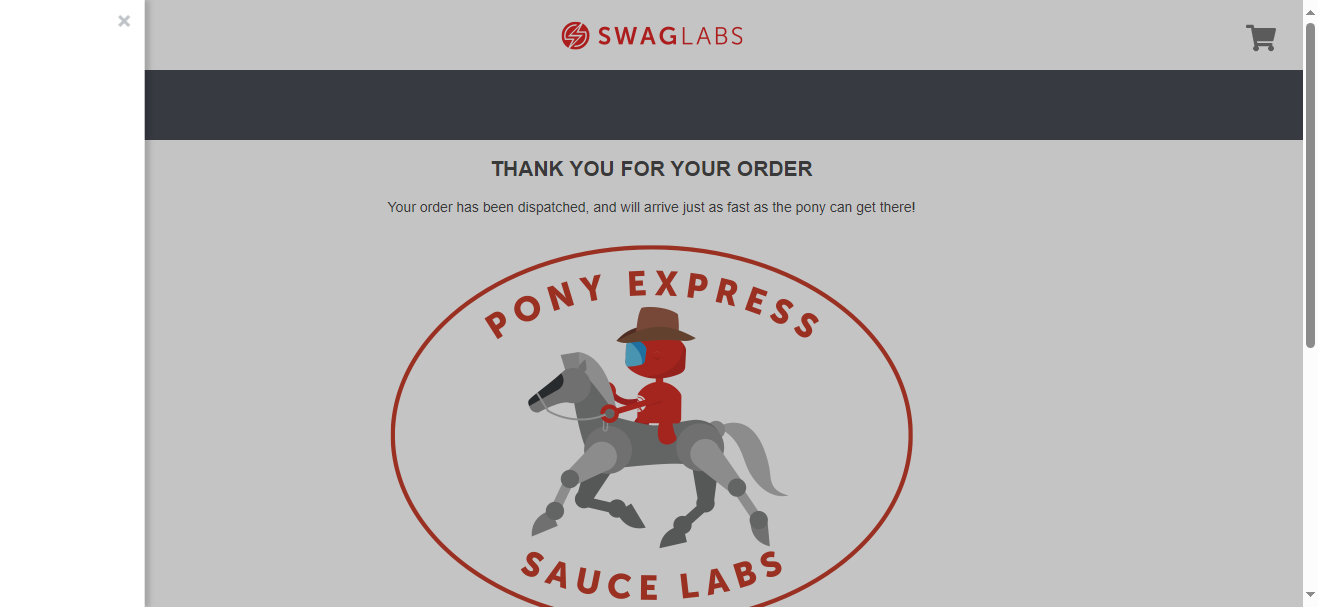 SWAGLABS
THANK YOU FOR YOUR ORDER
Your order has been dispatched, and will arrive just as fast as the pony can get there!
PONY EXPRESS
SAUCE LABS